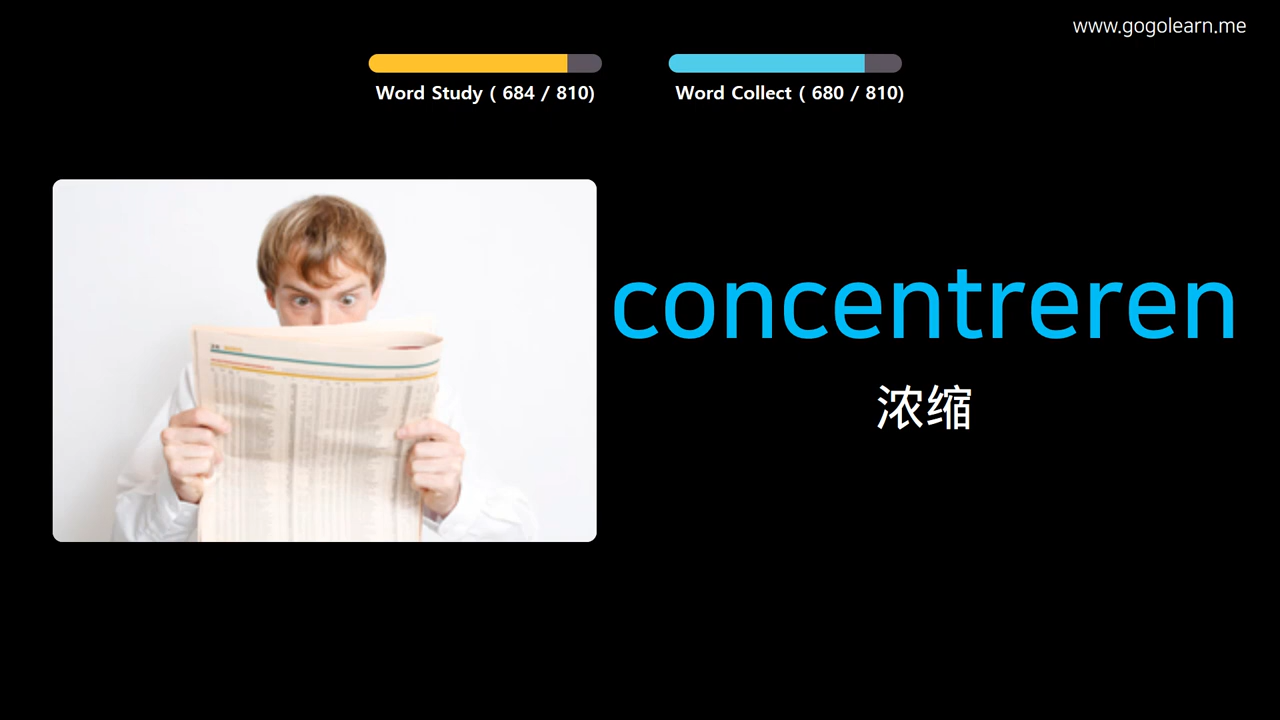 www.gogolearn.me
Word Study ( 684 / 810)
Word Collect ( 680 / 810)
concentreren
浓缩